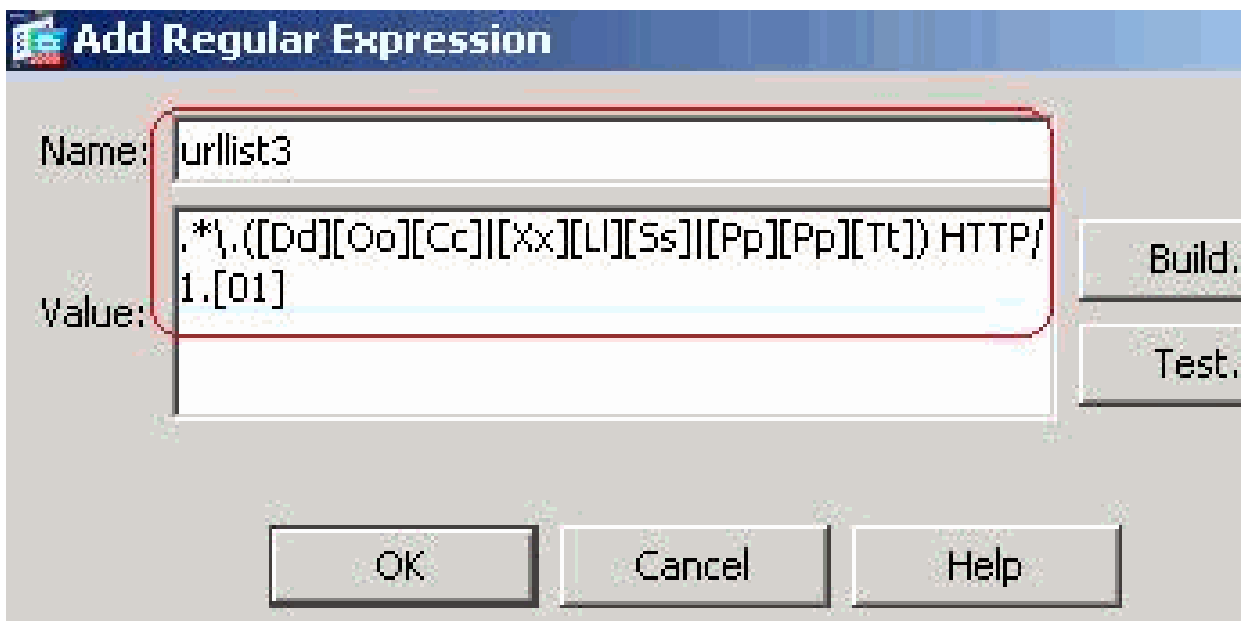 Add Regular Expression
Name:
urllist3
Value:
.*\.([Dd][Oo][Cc]|[Xx][Ll][Ss]|[Pp][Pp][Tt]) HTTP/
1.[01]
Build.
Test.
OK
Cancel
Help